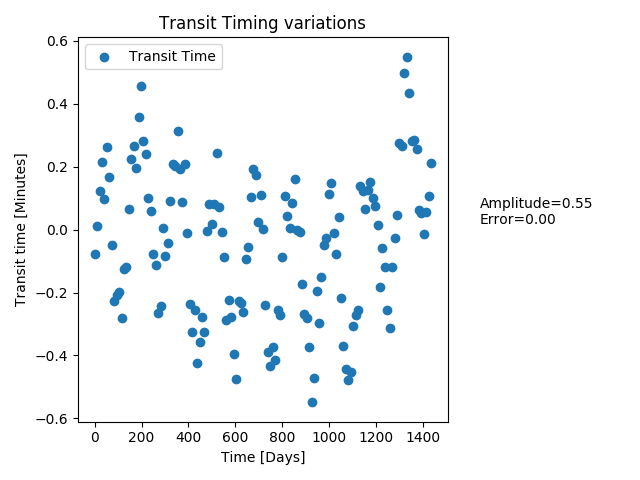 Transit Timing variations
Transit Time
0.6
0.4
0.2
0.0
−0.2
−0.4
−0.6
Transit time [Minutes]
0 200 400 600 800 1000 1200 1400
Time [Days]
Amplitude=0.55
Error=0.00